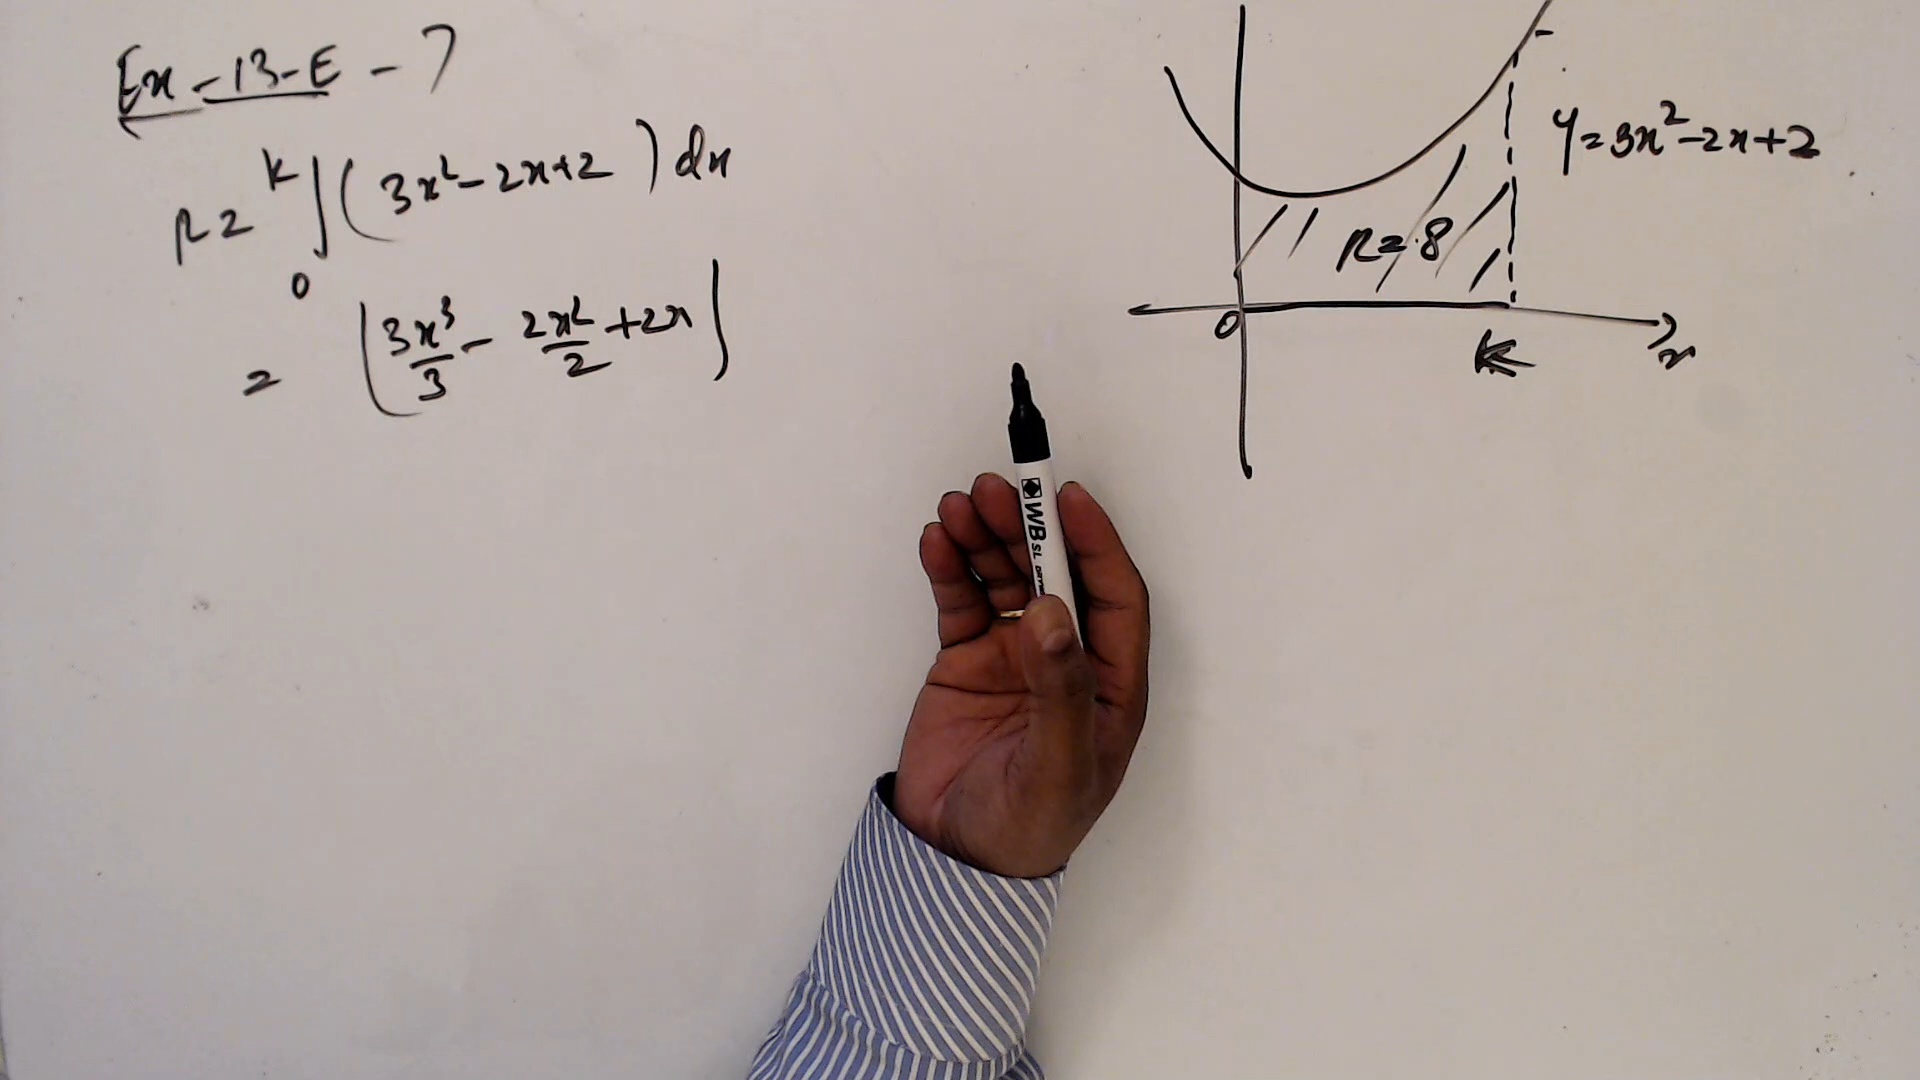 Ex-13-E-7
R = ∫₀ᴷ (3x²-2x+2) dx
= [3x³/3 - 2x²/2 + 2x]
y=3x²-2x+2
R=8
0
K
x
WB
SL